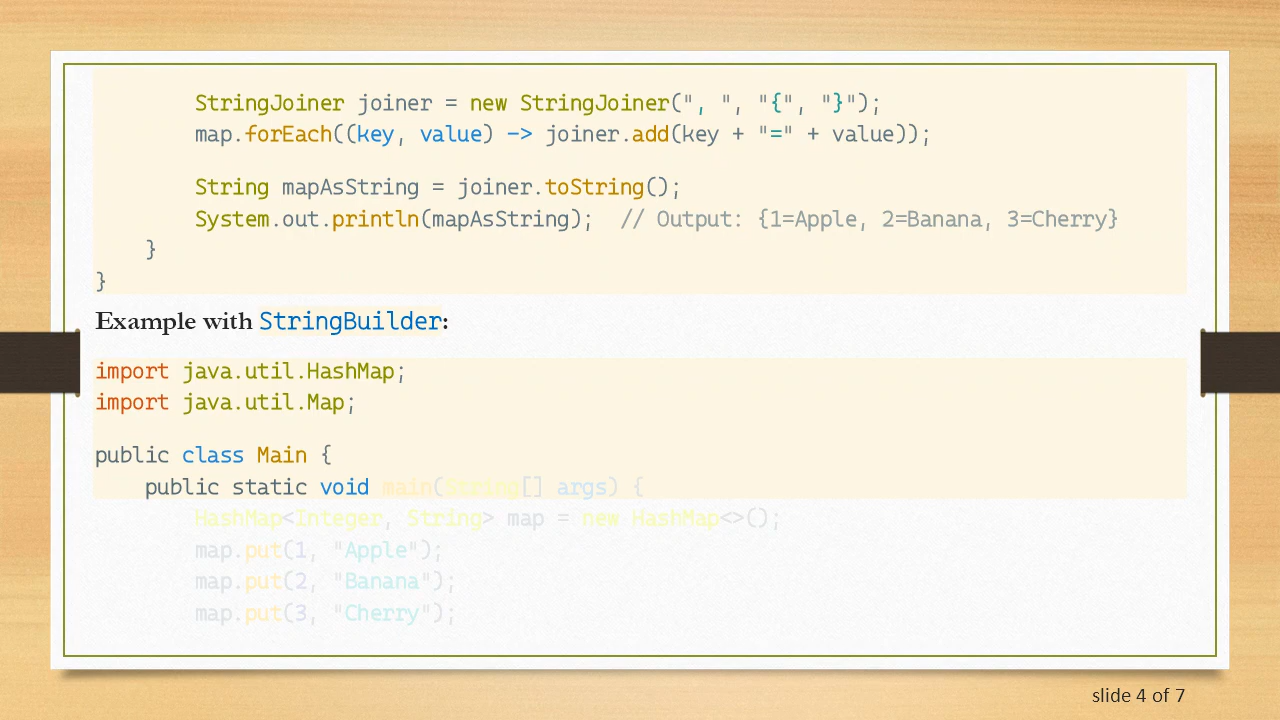 StringJoiner joiner = new StringJoiner(", ", "{", "}");
map.forEach((key, value) -> joiner.add(key + "=" + value));
String mapAsString = joiner.toString();
System.out.println(mapAsString);  // Output: {1=Apple, 2=Banana, 3=Cherry}
}
}
Example with StringBuilder:
import java.util.HashMap;
import java.util.Map;
public class Main {
public static void main(String[] args) {
HashMap<Integer, String> map = new HashMap<>();
map.put(1, "Apple");
map.put(2, "Banana");
map.put(3, "Cherry");
slide 4 of 7